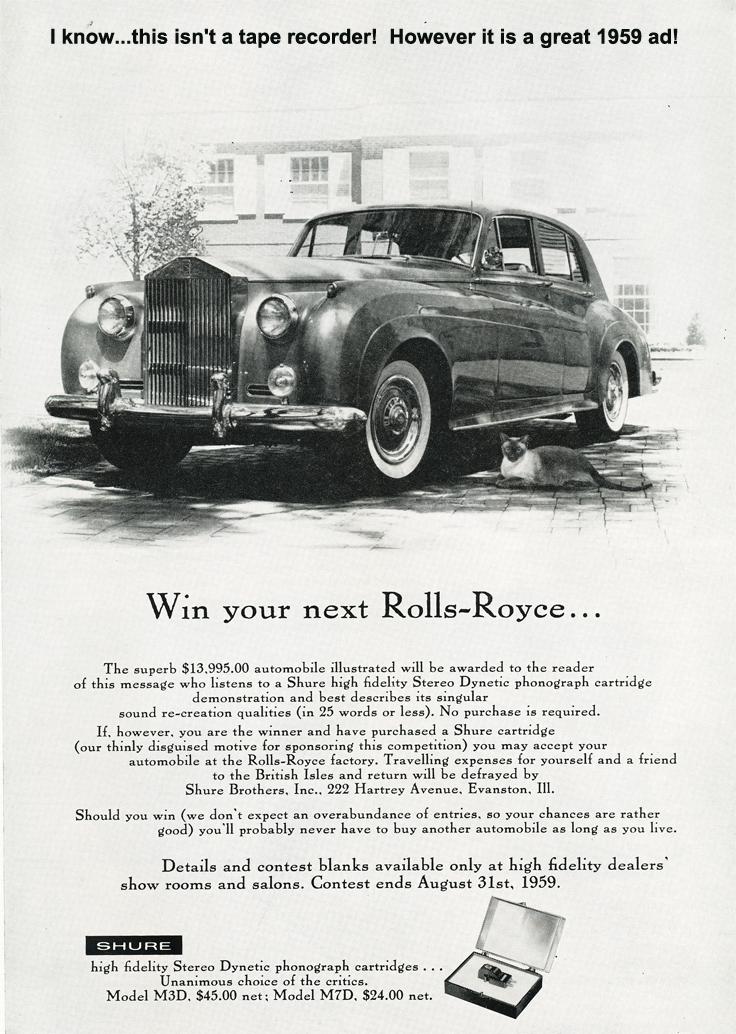 I know...this isn't a tape recorder!  However it is a great 1959 ad!
Win your next Rolls-Royce...
The superb $13,995.00 automobile illustrated will be awarded to the reader
of this message who listens to a Shure high fidelity Stereo Dynetic phonograph cartridge
demonstration and best describes its singular
sound re-creation qualities (in 25 words or less). No purchase is required.
If, however, you are the winner and have purchased a Shure cartridge
(our thinly disguised motive for sponsoring this competition) you may accept your
automobile at the Rolls-Royce factory. Travelling expenses for yourself and a friend
to the British Isles and return will be defrayed by
Shure Brothers, Inc., 222 Hartrey Avenue, Evanston, Ill.
Should you win (we don't expect an overabundance of entries, so your chances are rather
good) you'll probably never have to buy another automobile as long as you live.
Details and contest blanks available only at high fidelity dealers'
show rooms and salons. Contest ends August 31st, 1959.
SHURE
high fidelity Stereo Dynetic phonograph cartridges . . .
Unanimous choice of the critics.
Model M3D, $45.00 net; Model M7D, $24.00 net.